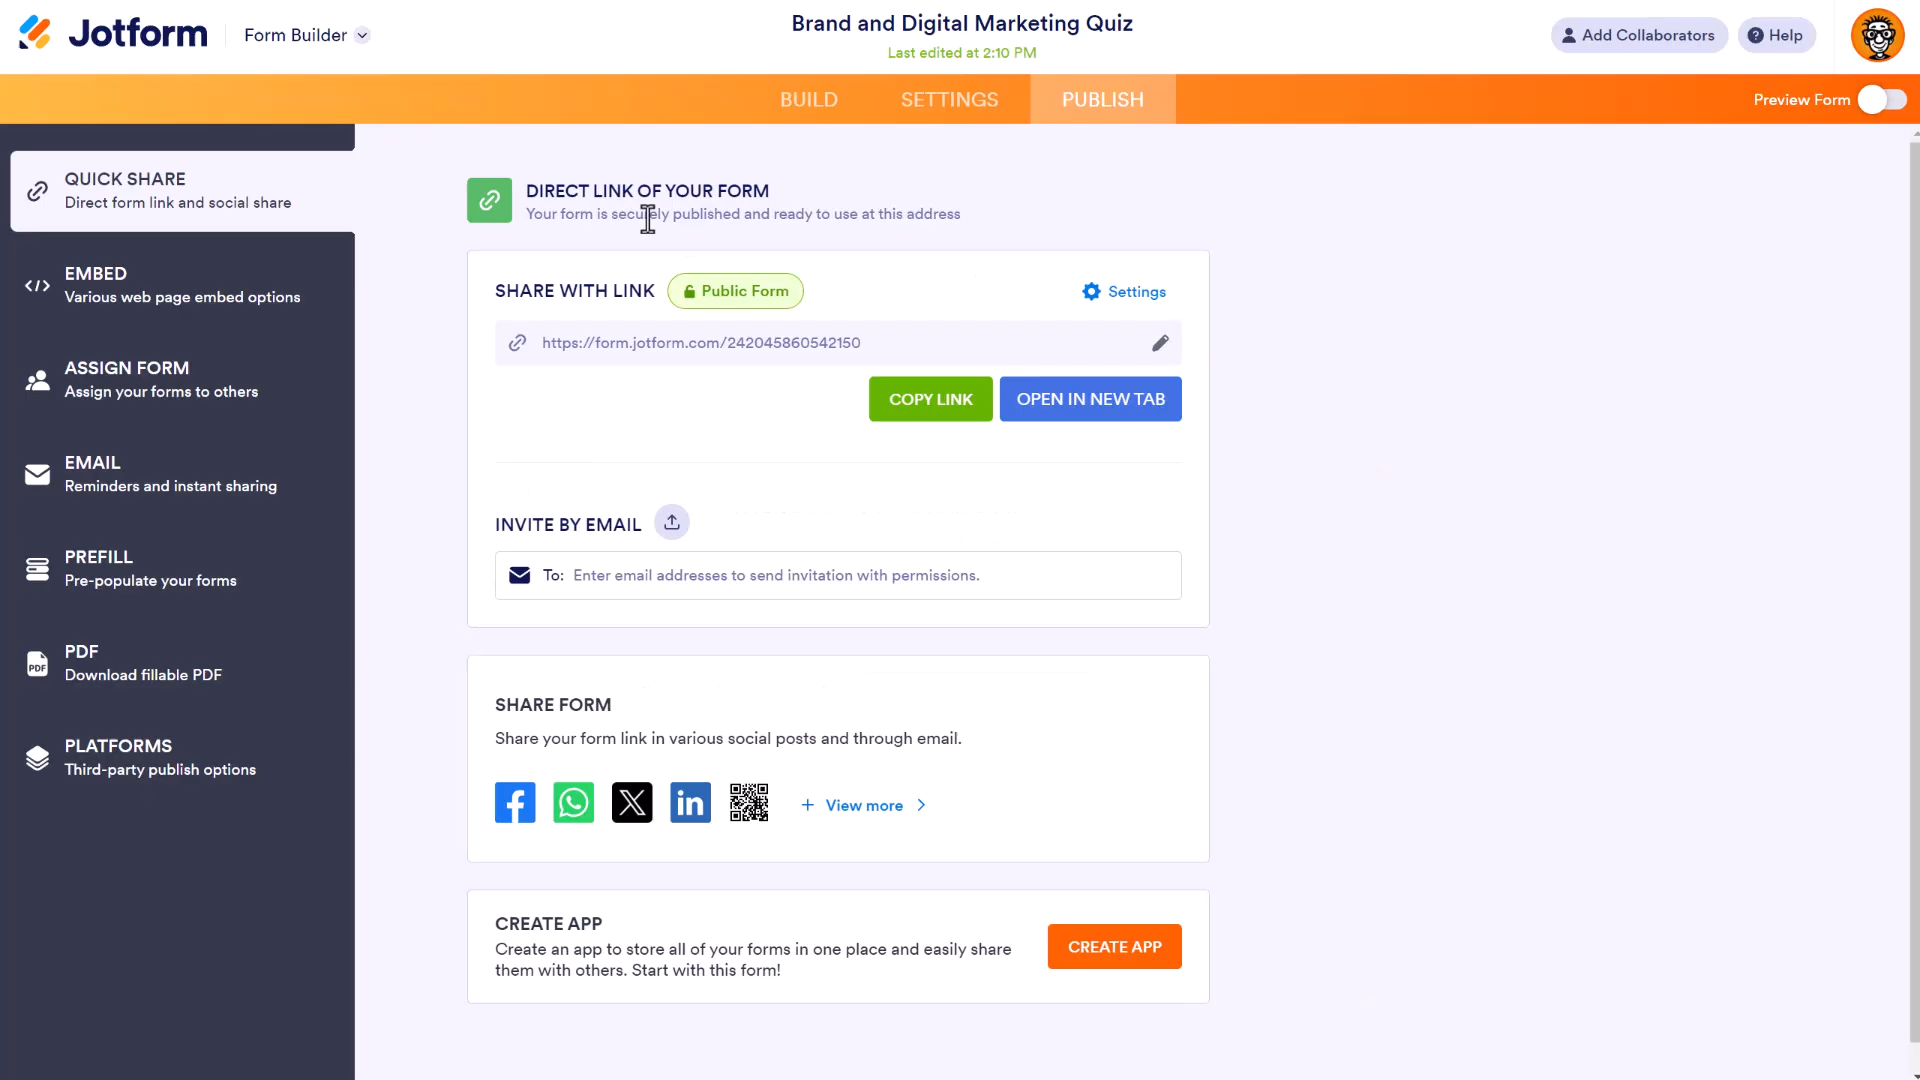 Jotform
Form Builder
Brand and Digital Marketing Quiz
Last edited at 2:10 PM
Add Collaborators
Help
BUILD
SETTINGS
PUBLISH
Preview Form
QUICK SHARE
Direct form link and social share
EMBED
Various web page embed options
ASSIGN FORM
Assign your forms to others
EMAIL
Reminders and instant sharing
PREFILL
Pre-populate your forms
PDF
PDF
Download fillable PDF
PLATFORMS
Third-party publish options
DIRECT LINK OF YOUR FORM
Your form is securely published and ready to use at this address
SHARE WITH LINK
Public Form
Settings
https://form.jotform.com/242045860542150
COPY LINK
OPEN IN NEW TAB
INVITE BY EMAIL
To: Enter email addresses to send invitation with permissions.
SHARE FORM
Share your form link in various social posts and through email.
+ View more
CREATE APP
Create an app to store all of your forms in one place and easily share
them with others. Start with this form!
CREATE APP